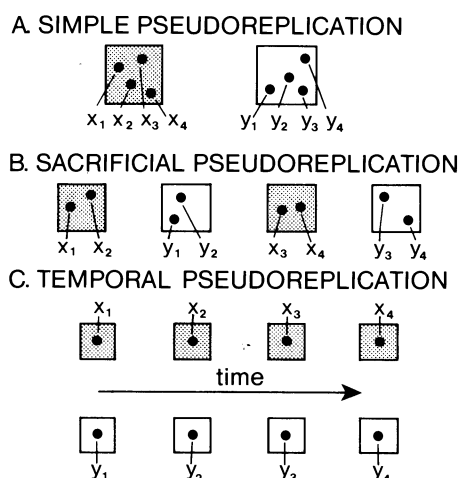 A. SIMPLE PSEUDOREPLICATION
x₁ x₂ x₃ x₄ y₁ y₂ y₃ y₄
B. SACRIFICIAL PSEUDOREPLICATION
x₁ x₂ y₁ y₂ x₃ x₄ y₃ y₄
C. TEMPORAL PSEUDOREPLICATION
x₁ x₂ x₃ x₄
time
y₁ y₂ y₃ y₄